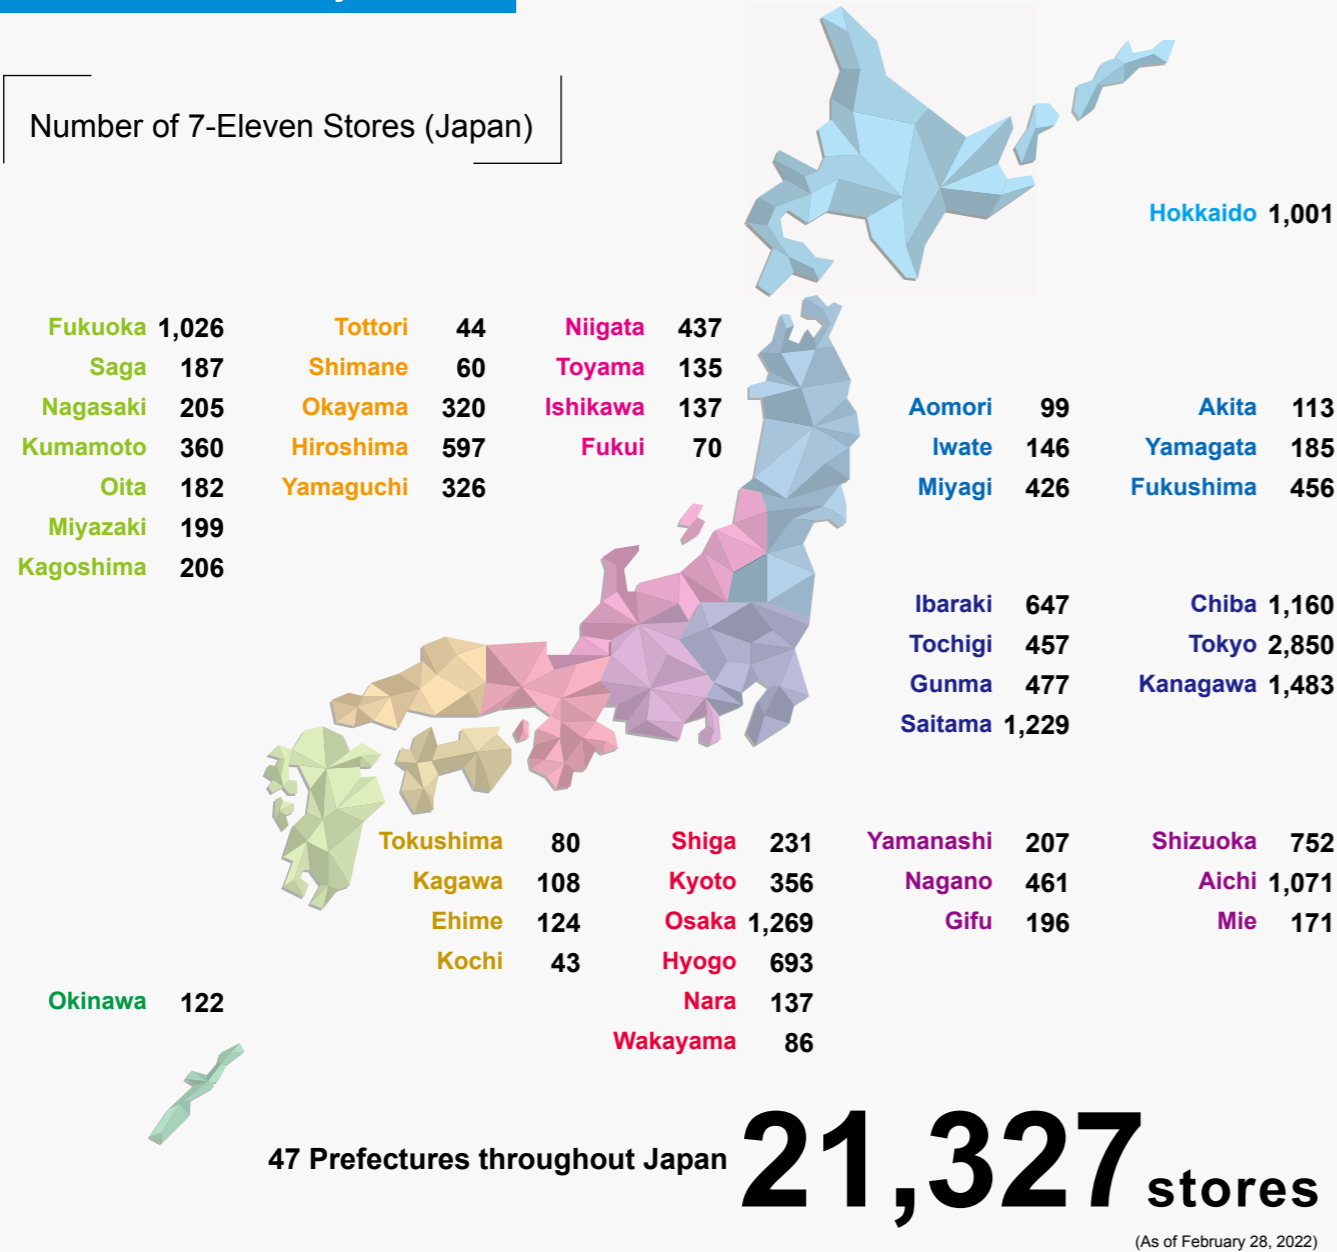 Number of 7-Eleven Stores (Japan)
Hokkaido 1,001
Fukuoka 1,026
Saga 187
Nagasaki 205
Kumamoto 360
Oita 182
Miyazaki 199
Kagoshima 206
Tottori 44
Shimane 60
Okayama 320
Hiroshima 597
Yamaguchi 326
Niigata 437
Toyama 135
Ishikawa 137
Fukui 70
Aomori 99
Iwate 146
Miyagi 426
Akita 113
Yamagata 185
Fukushima 456
Ibaraki 647
Tochigi 457
Gunma 477
Saitama 1,229
Chiba 1,160
Tokyo 2,850
Kanagawa 1,483
Tokushima 80
Kagawa 108
Ehime 124
Kochi 43
Shiga 231
Kyoto 356
Osaka 1,269
Hyogo 693
Nara 137
Wakayama 86
Yamanashi 207
Nagano 461
Gifu 196
Shizuoka 752
Aichi 1,071
Mie 171
Okinawa 122
47 Prefectures throughout Japan 21,327 stores
(As of February 28, 2022)